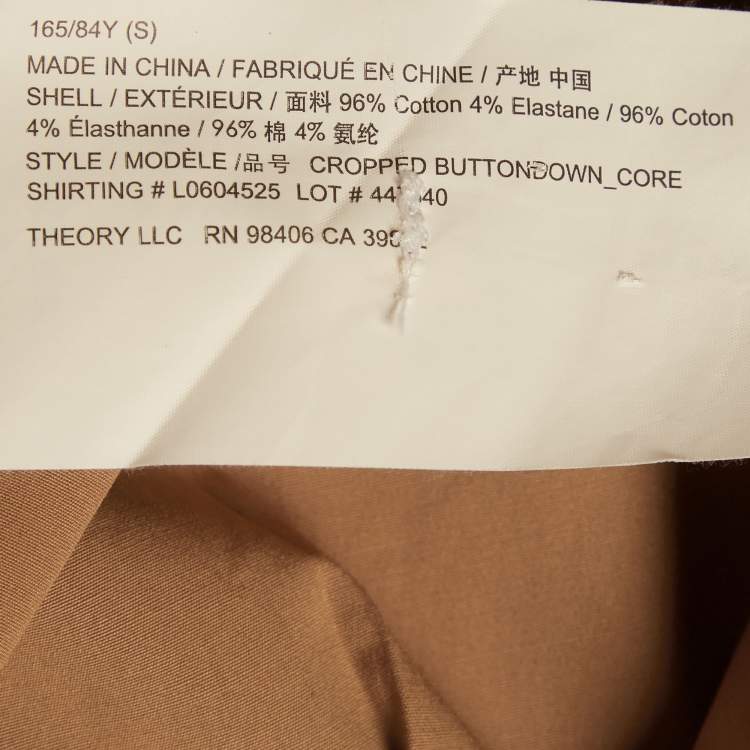 165/84Y (S)
MADE IN CHINA / FABRIQUÉ EN CHINE / 产地 中国
SHELL / EXTÉRIEUR / 面料 96% Cotton 4% Elastane / 96% Coton
4% Élasthanne / 96% 棉 4% 氨纶
STYLE / MODÈLE /品号 CROPPED BUTTONDOWN_CORE
SHIRTING # L0604525 LOT #
THEORY LLC RN 98406 CA